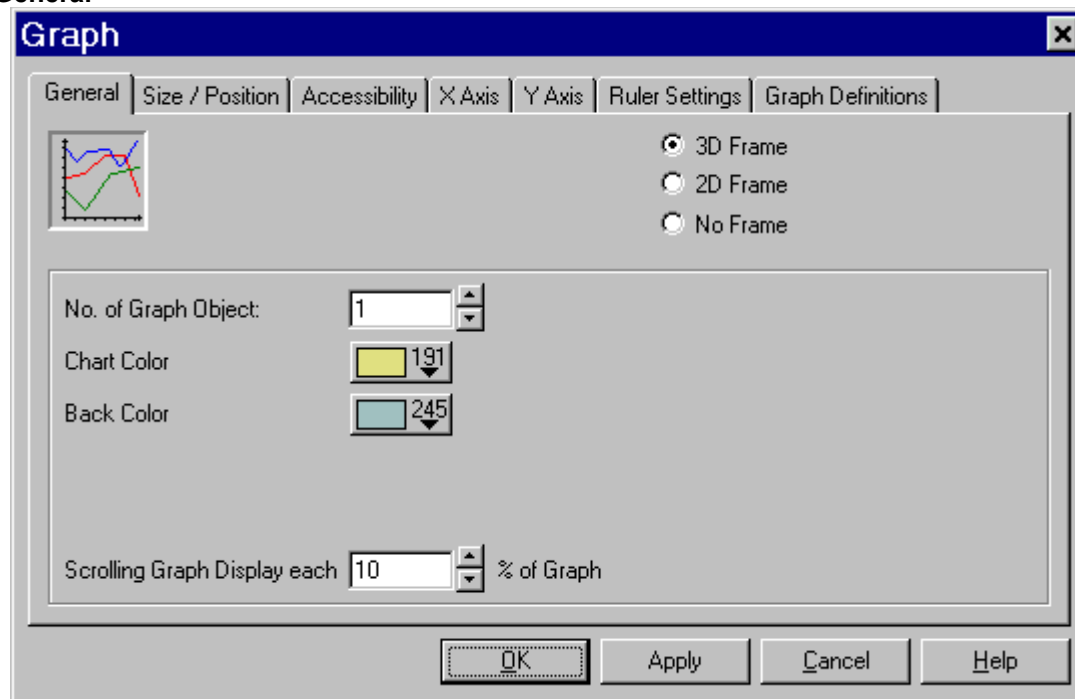 General
Graph
General Size / Position Accessibility X Axis Y Axis Ruler Settings Graph Definitions
3D Frame
2D Frame
No Frame
No. of Graph Object: 1
Chart Color 191
Back Color 245
Scrolling Graph Display each 10 % of Graph
OK Apply Cancel Help